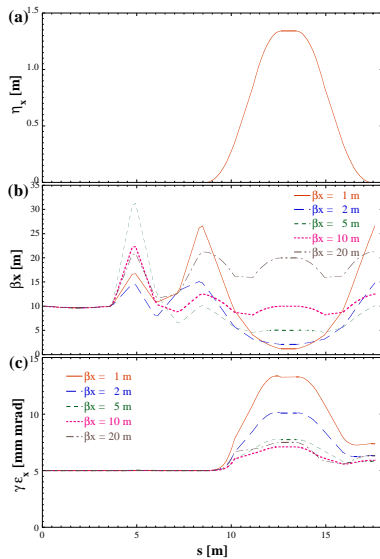 (a)
1.5
1.0
0.5
0
η_x [m]
(b)
35
30
25
20
15
10
5
0
βx [m]
βx = 1 m
βx = 2 m
βx = 5 m
βx = 10 m
βx = 20 m
(c)
15
10
5
0
γε_x [mm mrad]
βx = 1 m
βx = 2 m
βx = 5 m
βx = 10 m
βx = 20 m
0 5 10 15
s [m]